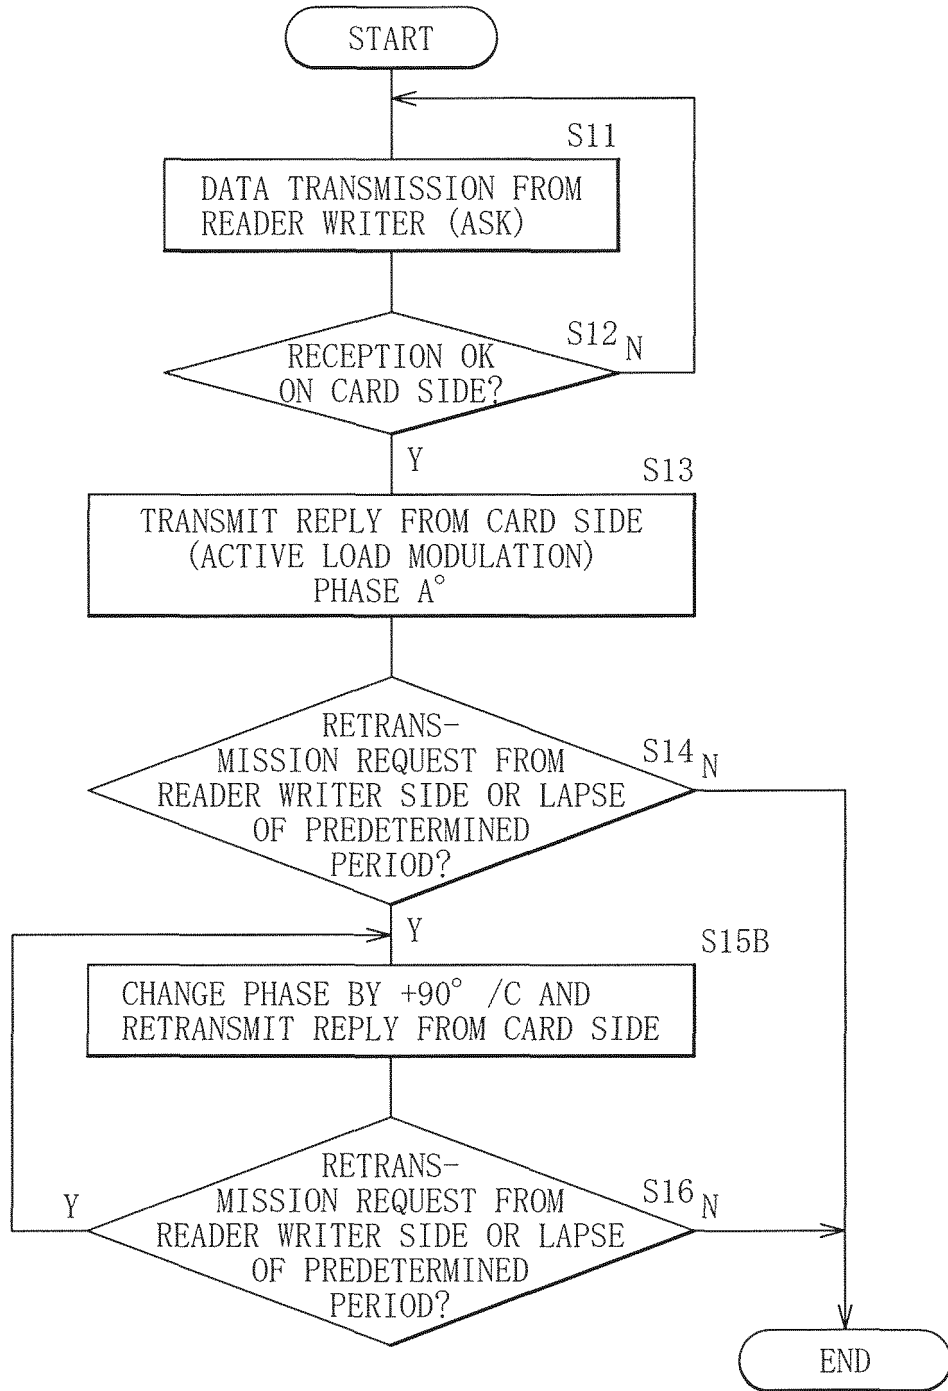 START
S11
DATA TRANSMISSION FROM
READER WRITER (ASK)
S12
N
RECEPTION OK
ON CARD SIDE?
Y
S13
TRANSMIT REPLY FROM CARD SIDE
(ACTIVE LOAD MODULATION)
PHASE A°
S14
N
RETRANS-
MISSION REQUEST FROM
READER WRITER SIDE OR LAPSE
OF PREDETERMINED
PERIOD?
Y
S15B
CHANGE PHASE BY +90° /C AND
RETRANSMIT REPLY FROM CARD SIDE
S16
N
Y
RETRANS-
MISSION REQUEST FROM
READER WRITER SIDE OR LAPSE
OF PREDETERMINED
PERIOD?
END